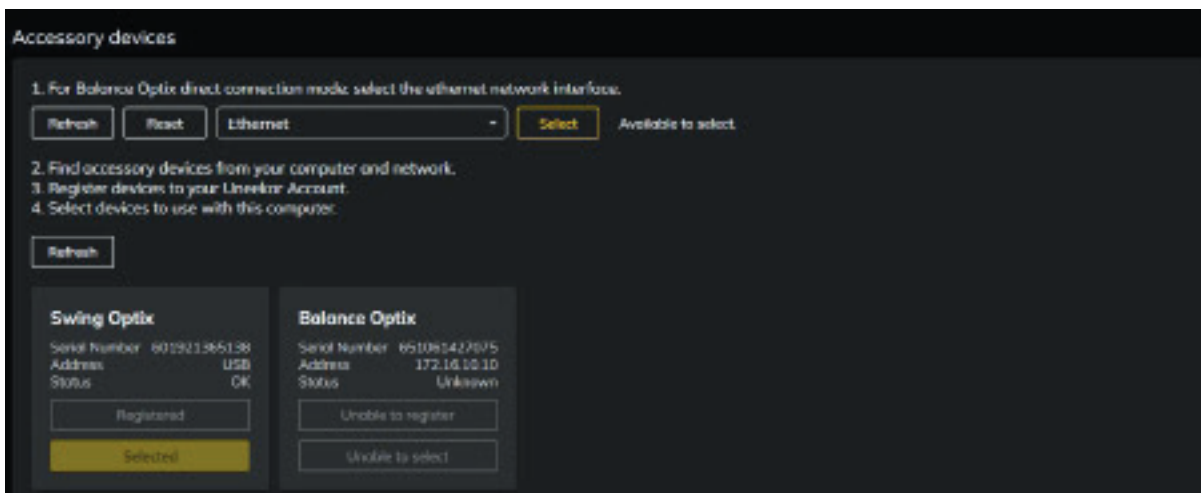 Accessory devices
1. For Balance Optix direct connection mode: select the ethernet network interface.
Refresh Reset Ethernet Select Available to select.
2. Find accessory devices from your computer and network.
3. Register devices to your Uneekor Account.
4. Select devices to use with this computer.
Refresh
Swing Optix
Serial Number 601921365138
Address USB
Status OK
Registered
Selected
Balance Optix
Serial Number 651061427075
Address 172.16.10.10
Status Unknown
Unable to register
Unable to select